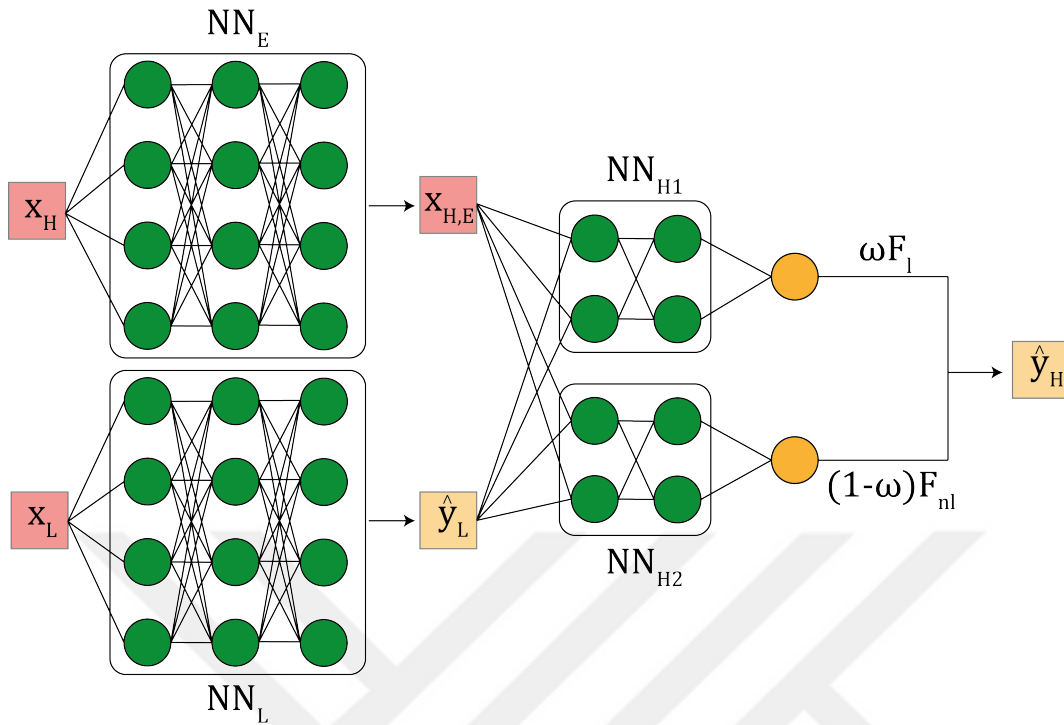 NN_E
x_H
x_H,E
NN_H1
ωF_l
ŷ_H
x_L
ŷ_L
(1-ω)F_nl
NN_H2
NN_L